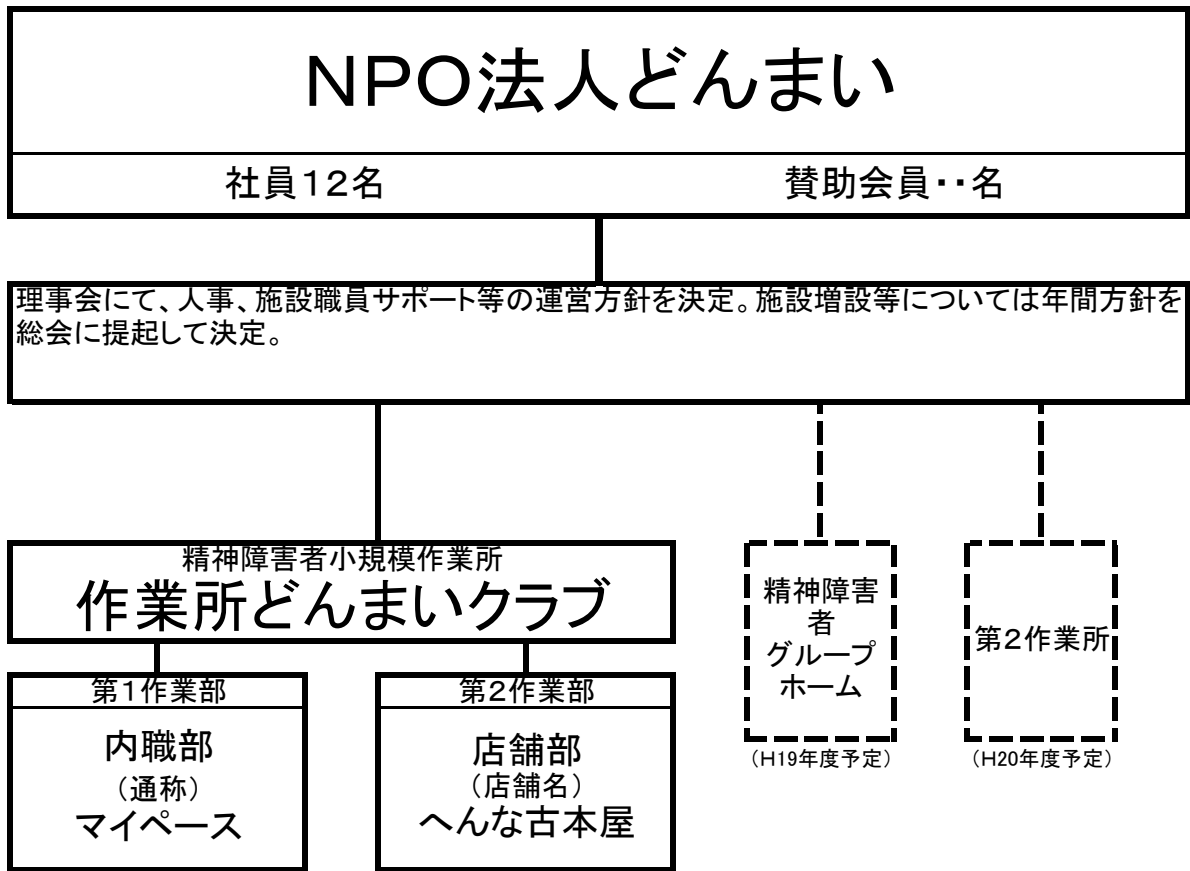 NPO法人どんまい
社員12名
賛助会員・・名
理事会にて、人事、施設職員サポート等の運営方針を決定。施設増設等については年間方針を
総会に提起して決定。
精神障害者小規模作業所
作業所どんまいクラブ
第1作業部
内職部
（通称）
マイペース
第2作業部
店舗部
（店舗名）
へんな古本屋
精神障害
者
グループ
ホーム
（H19年度予定）
第2作業所
（H20年度予定）